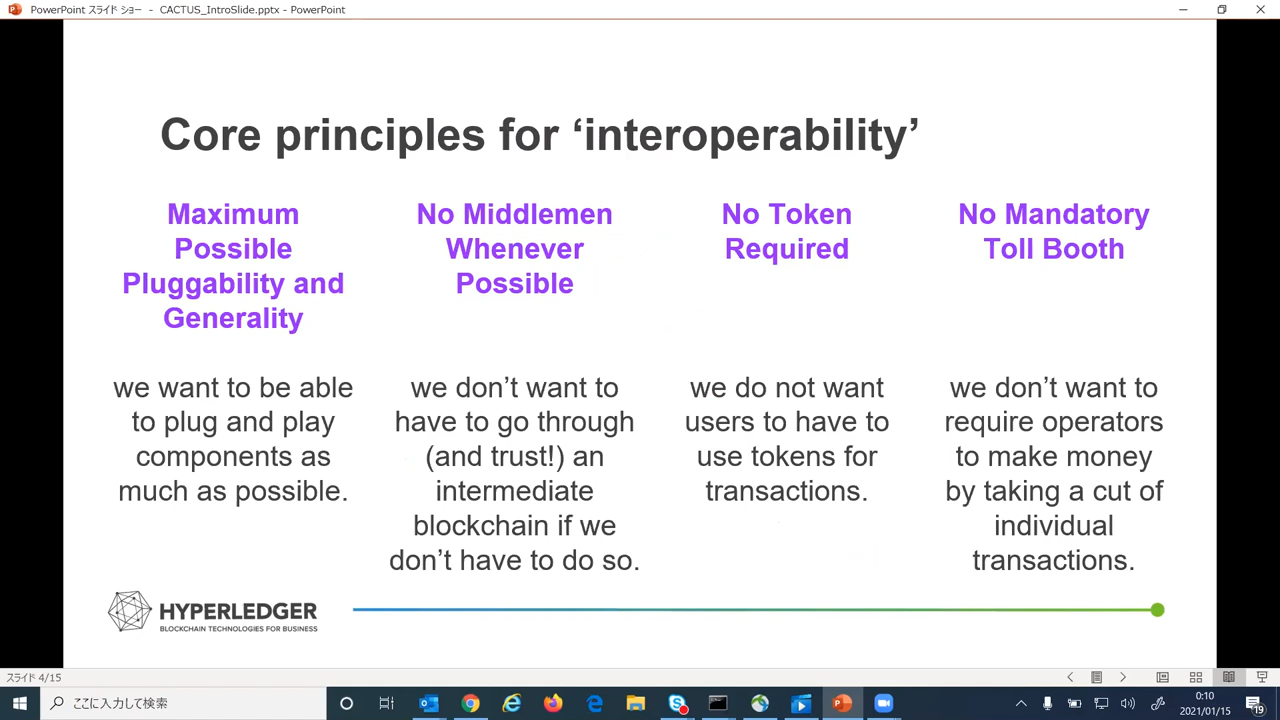 PowerPoint スライド ショー - CACTUS_IntroSlide.pptx - PowerPoint
Core principles for ‘interoperability’
Maximum
Possible
Pluggability and
Generality
we want to be able
to plug and play
components as
much as possible.
No Middlemen
Whenever
Possible
we don’t want to
have to go through
(and trust!) an
intermediate
blockchain if we
don’t have to do so.
No Token
Required
we do not want
users to have to
use tokens for
transactions.
No Mandatory
Toll Booth
we don’t want to
require operators
to make money
by taking a cut of
individual
transactions.
HYPERLEDGER
BLOCKCHAIN TECHNOLOGIES FOR BUSINESS
スライド 4/15
ここに入力して検索
0:10
2021/01/15
19